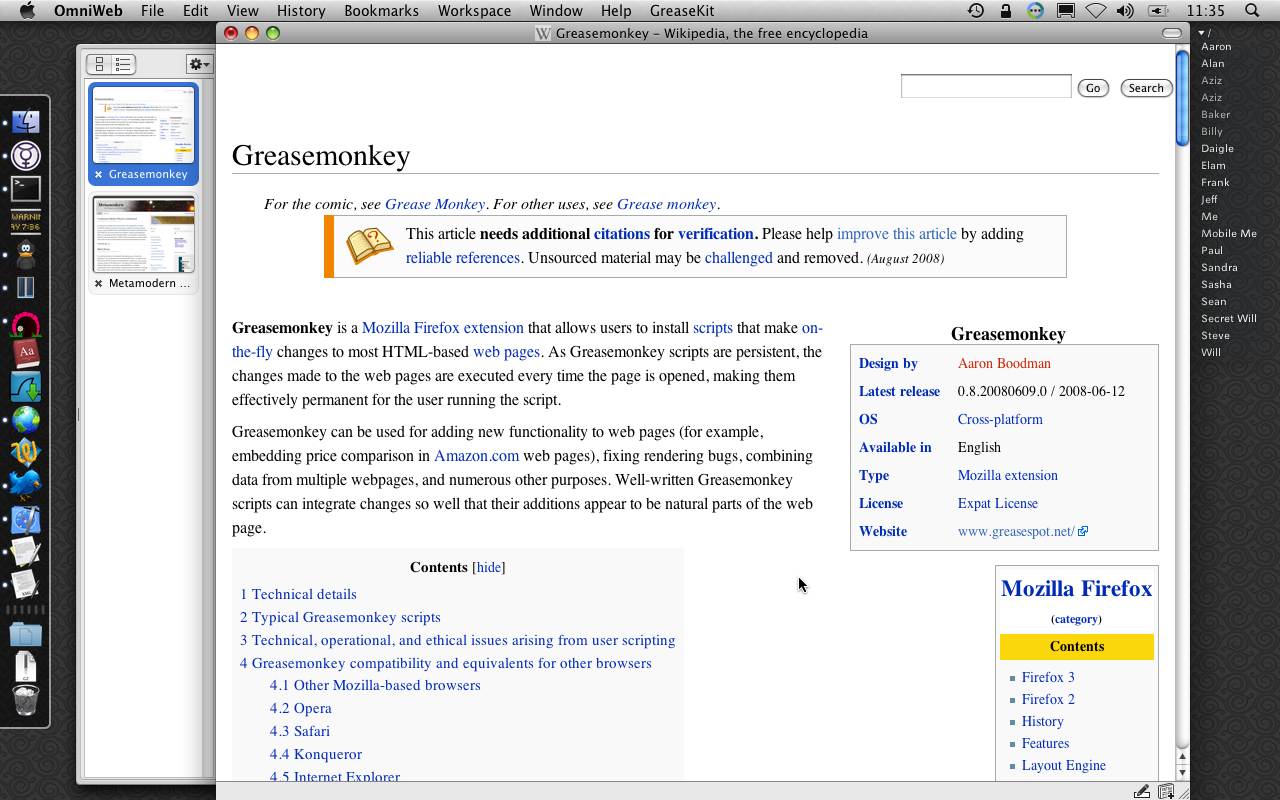 OmniWeb File Edit View History Bookmarks Workspace Window Help GreaseKit 11:35
Greasemonkey – Wikipedia, the free encyclopedia
Greasemonkey
Metamodern ...
Go Search
Greasemonkey
For the comic, see Grease Monkey. For other uses, see Grease monkey.
This article needs additional citations for verification. Please help improve this article by adding
reliable references. Unsourced material may be challenged and removed. (August 2008)
Greasemonkey is a Mozilla Firefox extension that allows users to install scripts that make on-
the-fly changes to most HTML-based web pages. As Greasemonkey scripts are persistent, the
changes made to the web pages are executed every time the page is opened, making them
effectively permanent for the user running the script.
Greasemonkey can be used for adding new functionality to web pages (for example,
embedding price comparison in Amazon.com web pages), fixing rendering bugs, combining
data from multiple webpages, and numerous other purposes. Well-written Greasemonkey
scripts can integrate changes so well that their additions appear to be natural parts of the web
page.
Contents [hide]
1 Technical details
2 Typical Greasemonkey scripts
3 Technical, operational, and ethical issues arising from user scripting
4 Greasemonkey compatibility and equivalents for other browsers
4.1 Other Mozilla-based browsers
4.2 Opera
4.3 Safari
4.4 Konqueror
4.5 Internet Explorer
Greasemonkey
Design by Aaron Boodman
Latest release 0.8.20080609.0 / 2008-06-12
OS Cross-platform
Available in English
Type Mozilla extension
License Expat License
Website www.greasespot.net/
Mozilla Firefox
(category)
Contents
Firefox 3
Firefox 2
History
Features
Layout Engine
/
Aaron
Alan
Aziz
Aziz
Baker
Billy
Daigle
Elam
Frank
Jeff
Me
Mobile Me
Paul
Sandra
Sasha
Sean
Secret Will
Steve
Will